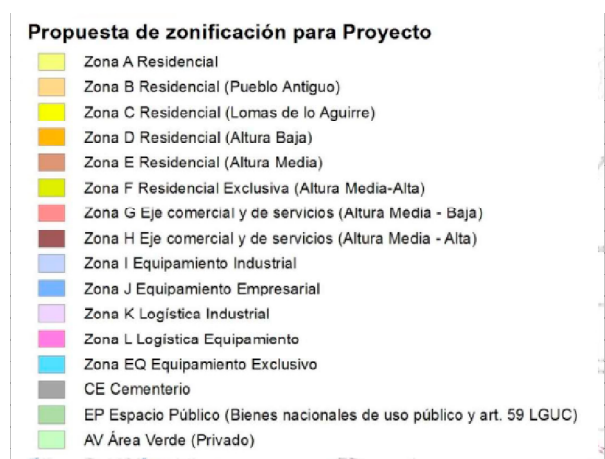 Propuesta de zonificación para Proyecto
Zona A Residencial
Zona B Residencial (Pueblo Antiguo)
Zona C Residencial (Lomas de lo Aguirre)
Zona D Residencial (Altura Baja)
Zona E Residencial (Altura Media)
Zona F Residencial Exclusiva (Altura Media-Alta)
Zona G Eje comercial y de servicios (Altura Media - Baja)
Zona H Eje comercial y de servicios (Altura Media - Alta)
Zona I Equipamiento Industrial
Zona J Equipamiento Empresarial
Zona K Logística Industrial
Zona L Logística Equipamiento
Zona EQ Equipamiento Exclusivo
CE Cementerio
EP Espacio Público (Bienes nacionales de uso público y art. 59 LGUC)
AV Área Verde (Privado)